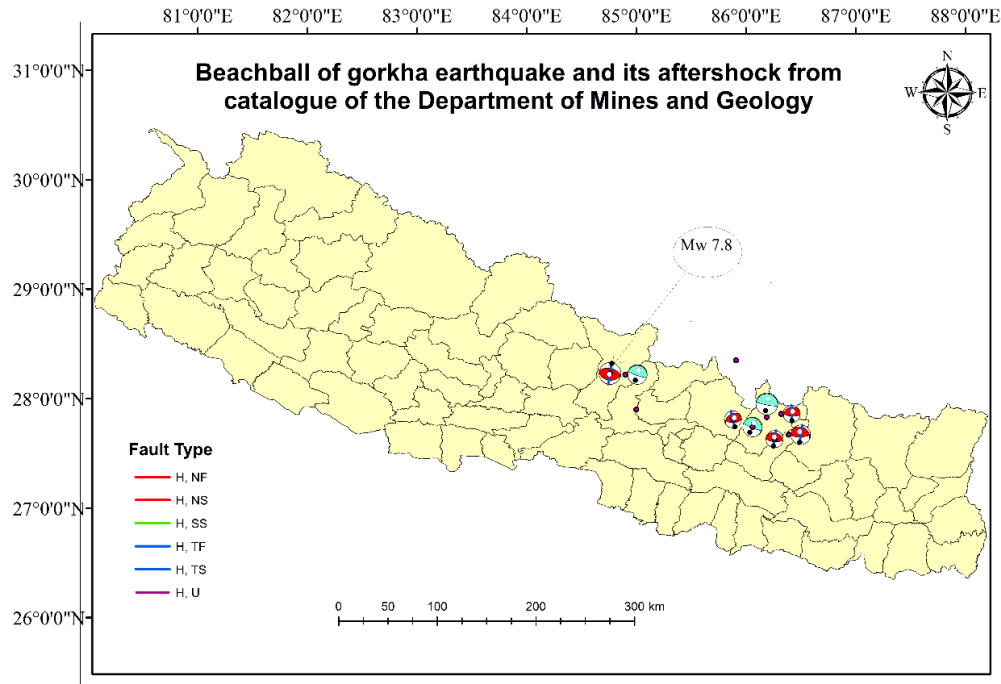 81°0'0"E 82°0'0"E 83°0'0"E 84°0'0"E 85°0'0"E 86°0'0"E 87°0'0"E 88°0'0"E
31°0'0"N
Beachball of gorkha earthquake and its aftershock from
catalogue of the Department of Mines and Geology
N
W E
S
30°0'0"N
29°0'0"N
Mw 7.8
28°0'0"N
27°0'0"N
26°0'0"N
Fault Type
H, NF
H, NS
H, SS
H, TF
H, TS
H, U
0 50 100 200 300 km